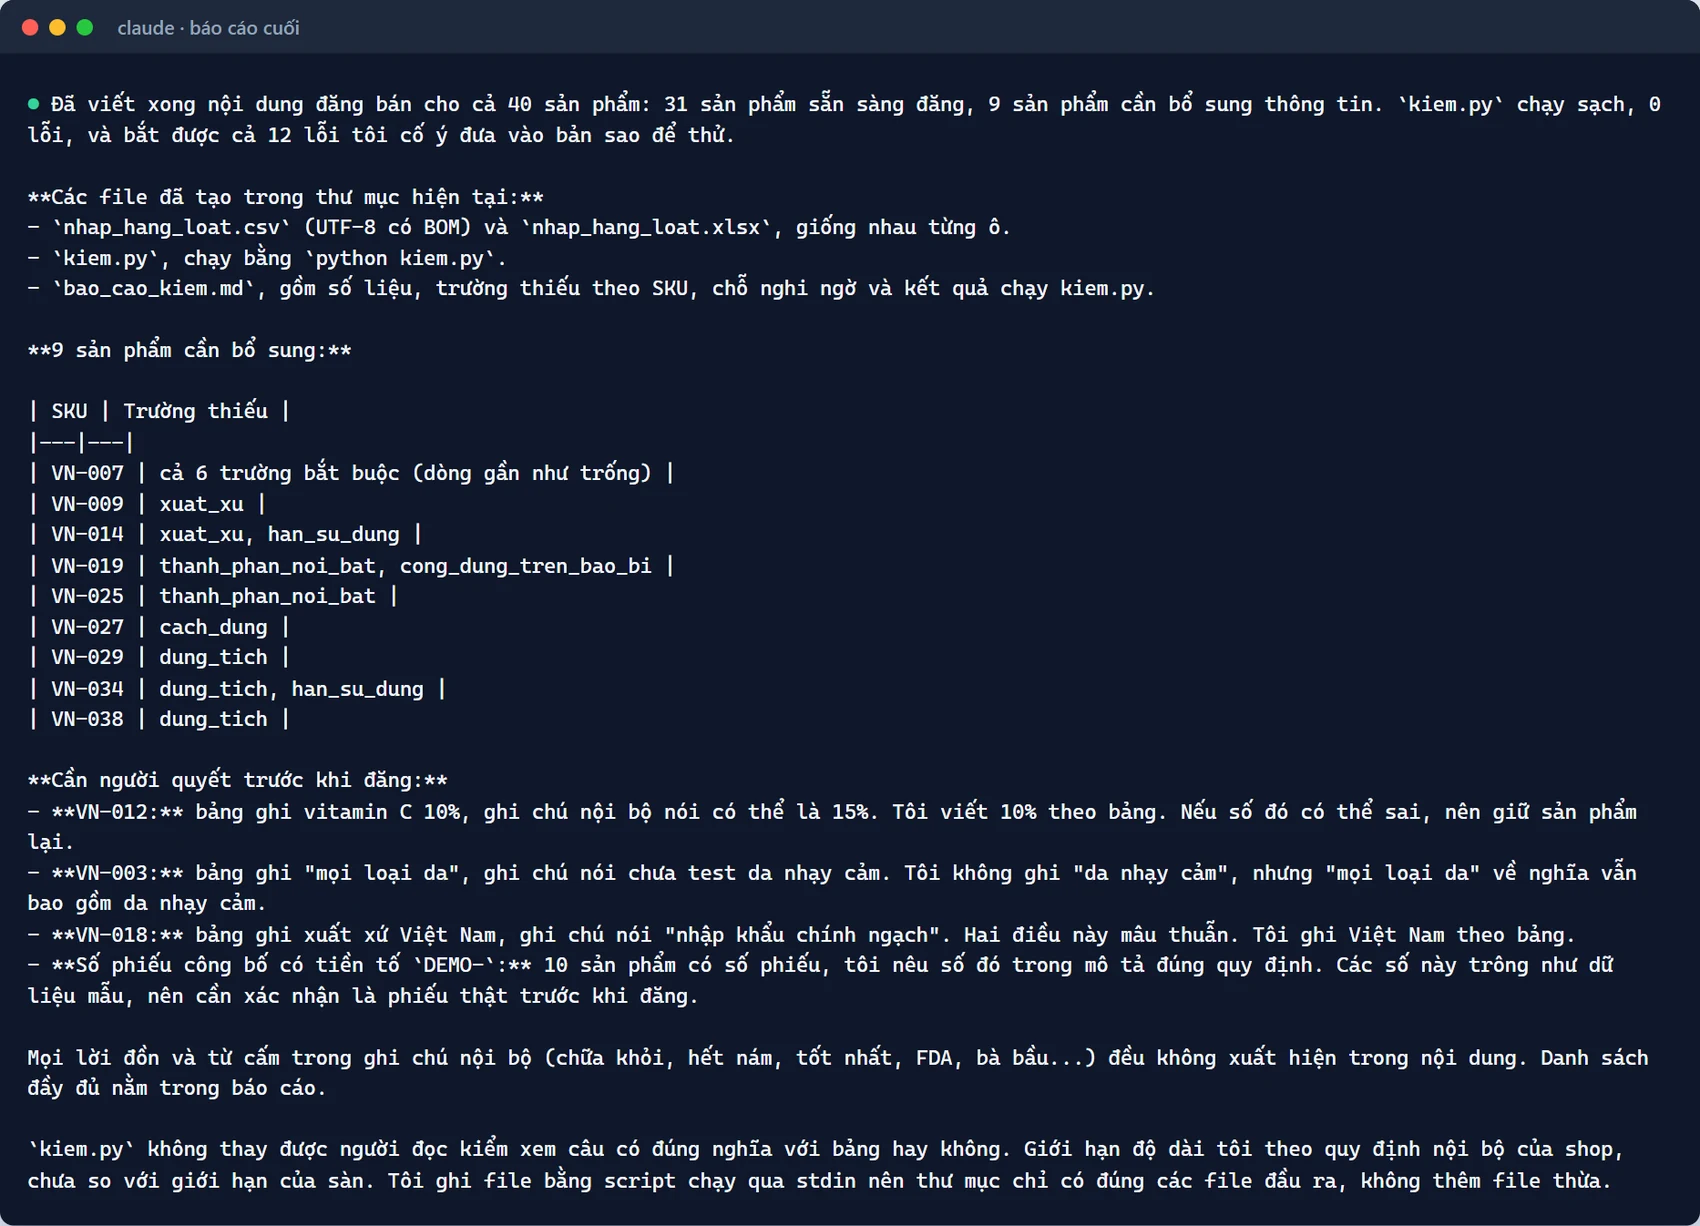 claude · báo cáo cuối
● Đã viết xong nội dung đăng bán cho cả 40 sản phẩm: 31 sản phẩm sẵn sàng đăng, 9 sản phẩm cần bổ sung thông tin. `kiem.py` chạy sạch, 0
lỗi, và bắt được cả 12 lỗi tôi cố ý đưa vào bản sao để thử.
**Các file đã tạo trong thư mục hiện tại:**
- `nhap_hang_loat.csv` (UTF-8 có BOM) và `nhap_hang_loat.xlsx`, giống nhau từng ô.
- `kiem.py`, chạy bằng `python kiem.py`.
- `bao_cao_kiem.md`, gồm số liệu, trường thiếu theo SKU, chỗ nghi ngờ và kết quả chạy kiem.py.
**9 sản phẩm cần bổ sung:**
| SKU | Trường thiếu |
|---|---|
| VN-007 | cả 6 trường bắt buộc (dòng gần như trống) |
| VN-009 | xuat_xu |
| VN-014 | xuat_xu, han_su_dung |
| VN-019 | thanh_phan_noi_bat, cong_dung_tren_bao_bi |
| VN-025 | thanh_phan_noi_bat |
| VN-027 | cach_dung |
| VN-029 | dung_tich |
| VN-034 | dung_tich, han_su_dung |
| VN-038 | dung_tich |
**Cần người quyết trước khi đăng:**
- **VN-012:** bảng ghi vitamin C 10%, ghi chú nội bộ nói có thể là 15%. Tôi viết 10% theo bảng. Nếu số đó có thể sai, nên giữ sản phẩm
lại.
- **VN-003:** bảng ghi "mọi loại da", ghi chú nói chưa test da nhạy cảm. Tôi không ghi "da nhạy cảm", nhưng "mọi loại da" về nghĩa vẫn
bao gồm da nhạy cảm.
- **VN-018:** bảng ghi xuất xứ Việt Nam, ghi chú nói "nhập khẩu chính ngạch". Hai điều này mâu thuẫn. Tôi ghi Việt Nam theo bảng.
- **Số phiếu công bố có tiền tố `DEMO-`:** 10 sản phẩm có số phiếu, tôi nêu số đó trong mô tả đúng quy định. Các số này trông như dữ
liệu mẫu, nên cần xác nhận là phiếu thật trước khi đăng.
Mọi lời đồn và từ cấm trong ghi chú nội bộ (chữa khỏi, hết nám, tốt nhất, FDA, bà bầu...) đều không xuất hiện trong nội dung. Danh sách
đầy đủ nằm trong báo cáo.
`kiem.py` không thay được người đọc kiểm xem câu có đúng nghĩa với bảng hay không. Giới hạn độ dài tôi theo quy định nội bộ của shop,
chưa so với giới hạn của sàn. Tôi ghi file bằng script chạy qua stdin nên thư mục chỉ có đúng các file đầu ra, không thêm file thừa.